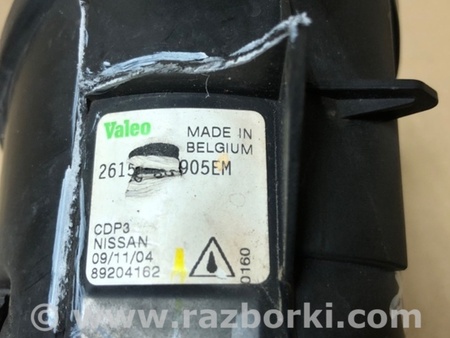 Valeo
MADE IN
BELGIUM
905EM
CDP3
NISSAN
09/11/04
89204162
0160
© www.razborki.com